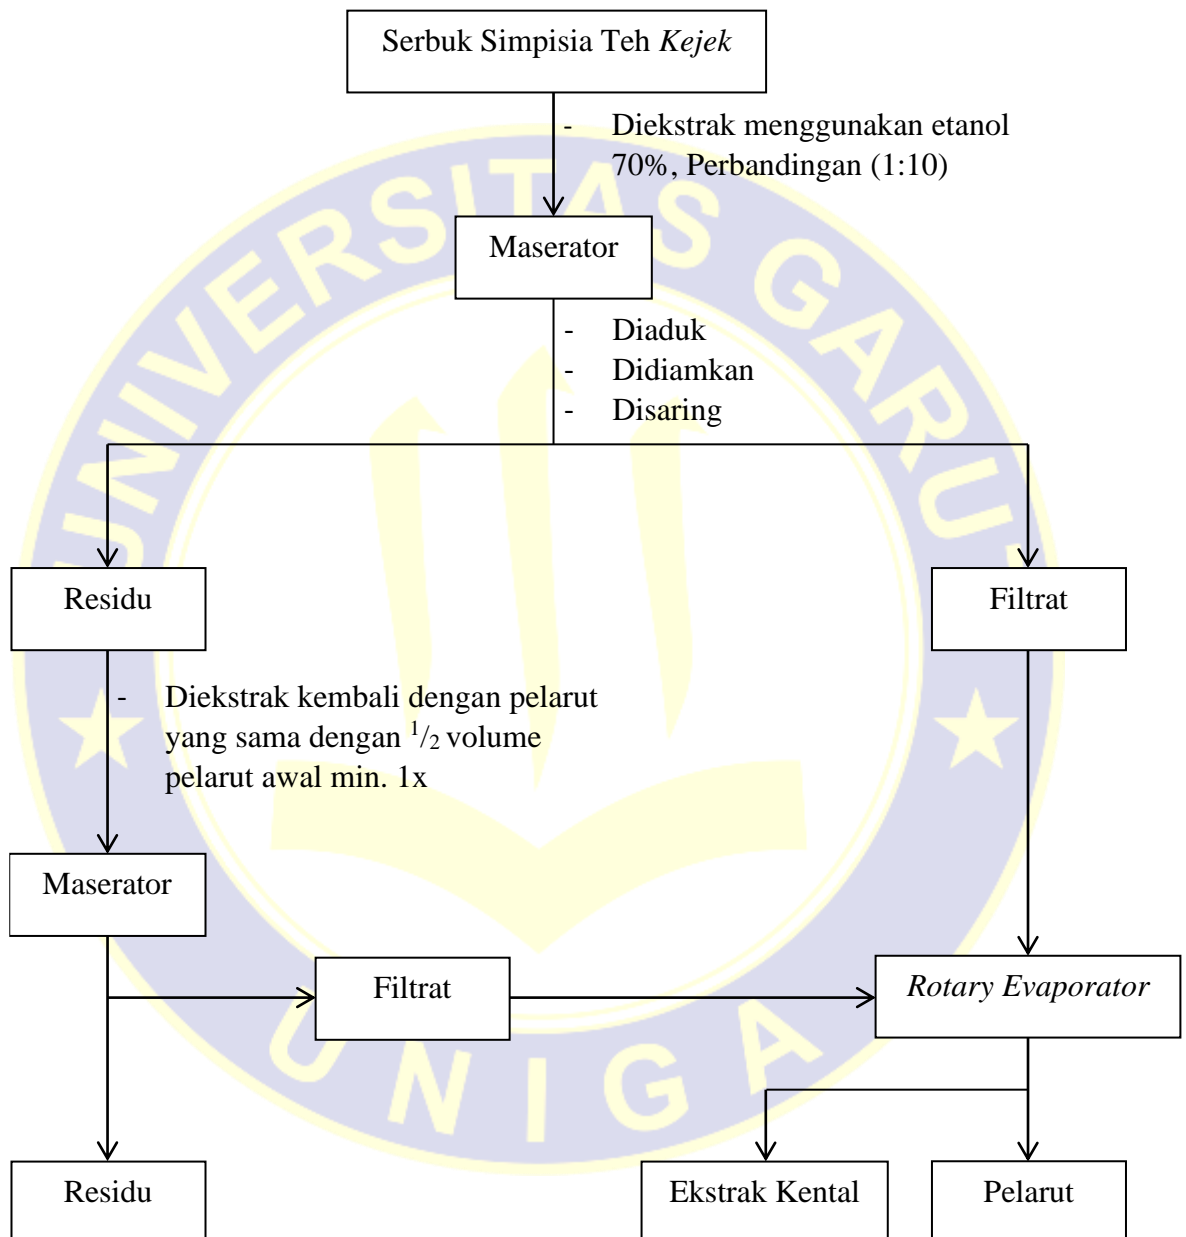 Serbuk Simpisia Teh Kejek
- Diekstrak menggunakan etanol
70%, Perbandingan (1:10)
Maserator
- Diaduk
- Didiamkan
- Disaring
Residu
Filtrat
- Diekstrak kembali dengan pelarut
yang sama dengan 1/2 volume
pelarut awal min. 1x
Maserator
Filtrat
Rotary Evaporator
Residu
Ekstrak Kental
Pelarut
UNIVERSITAS GARUT
UNIGA